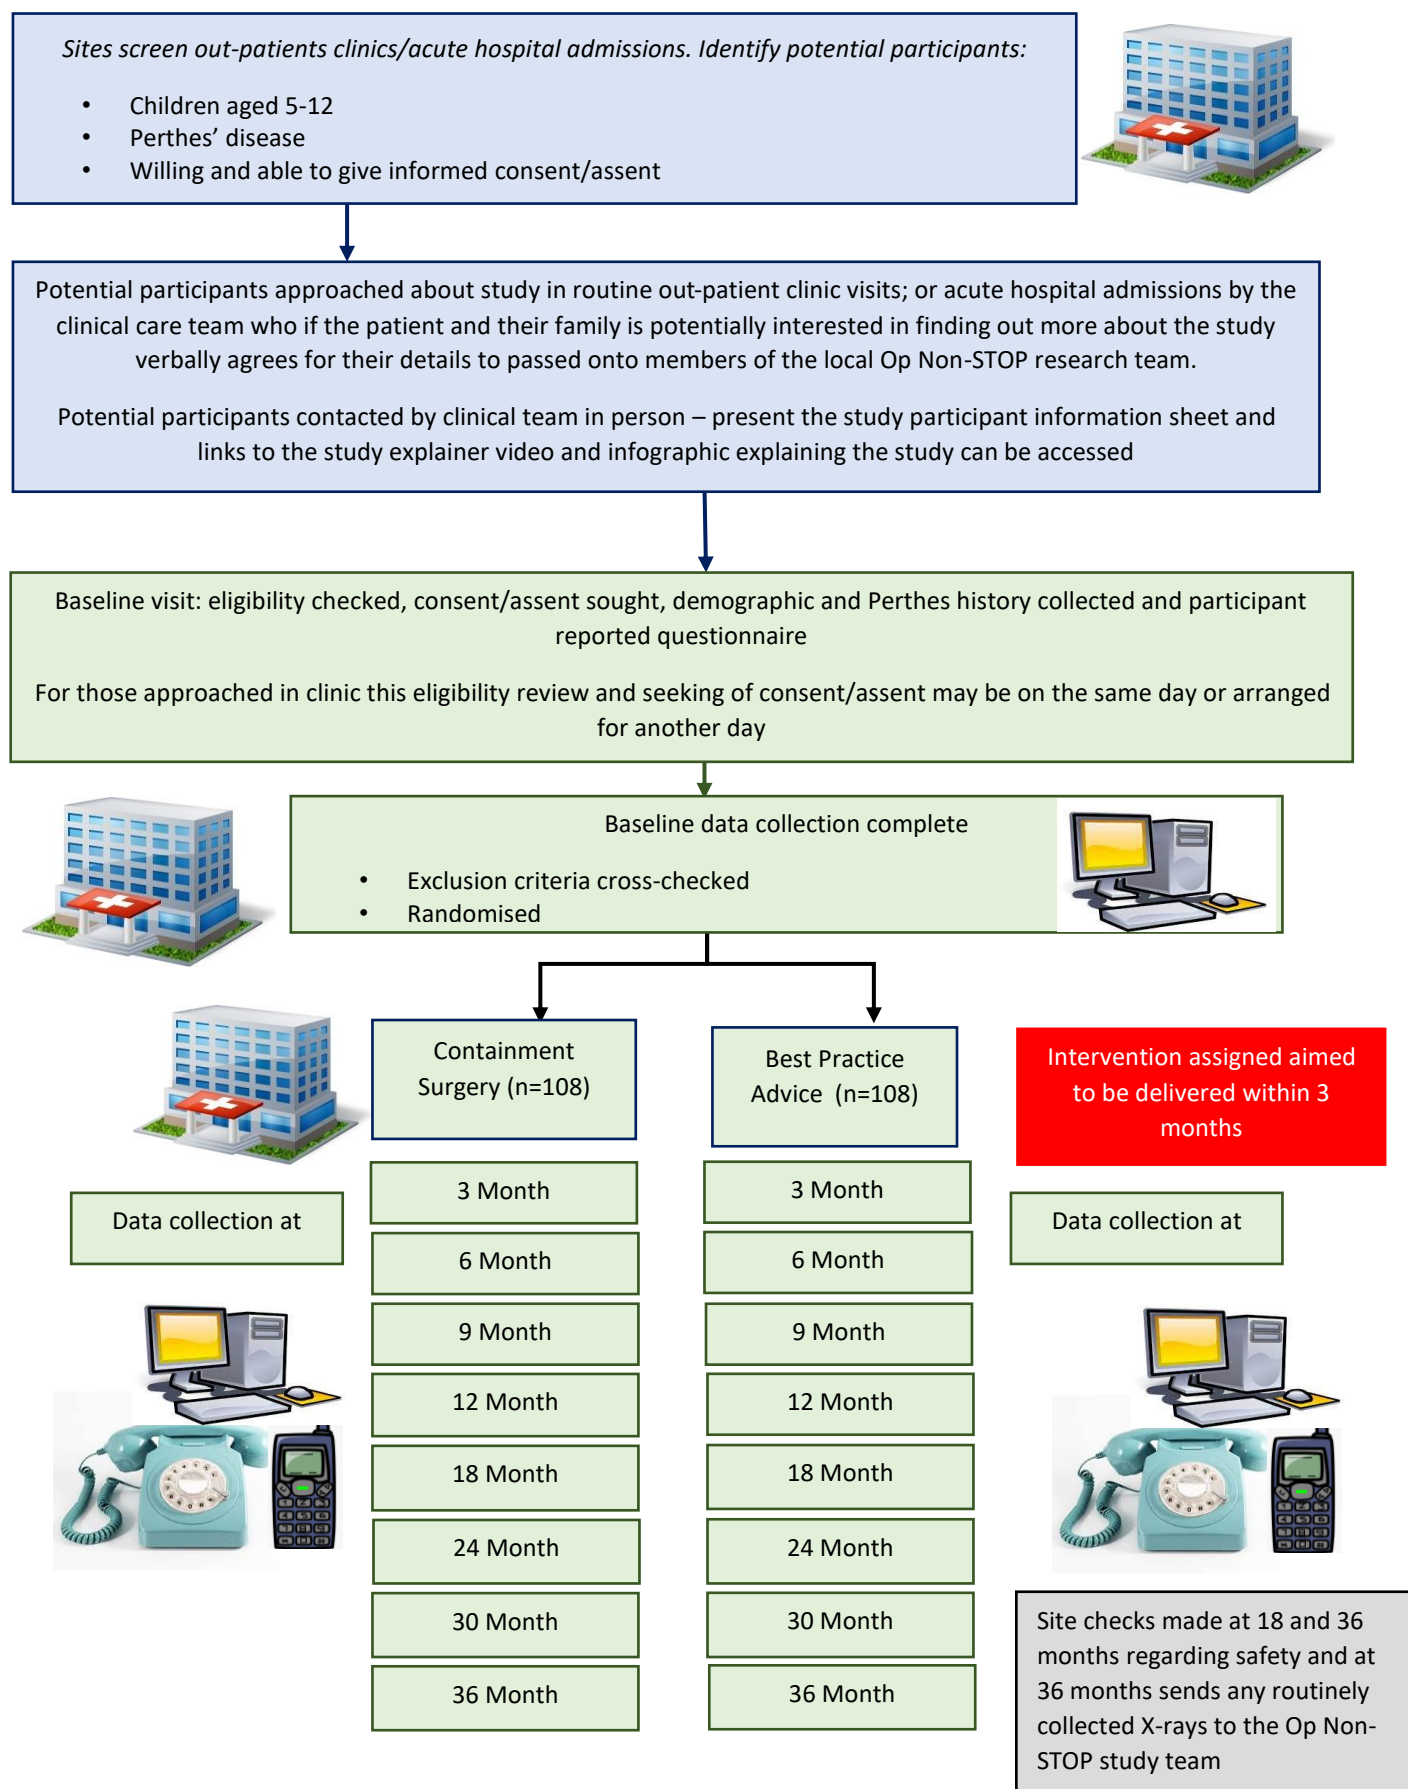 Sites screen out-patients clinics/acute hospital admissions. Identify potential participants:
• Children aged 5-12
• Perthes’ disease
• Willing and able to give informed consent/assent
Potential participants approached about study in routine out-patient clinic visits; or acute hospital admissions by the
clinical care team who if the patient and their family is potentially interested in finding out more about the study
verbally agrees for their details to passed onto members of the local Op Non-STOP research team.
Potential participants contacted by clinical team in person – present the study participant information sheet and
links to the study explainer video and infographic explaining the study can be accessed
Baseline visit: eligibility checked, consent/assent sought, demographic and Perthes history collected and participant
reported questionnaire
For those approached in clinic this eligibility review and seeking of consent/assent may be on the same day or arranged
for another day
Baseline data collection complete
• Exclusion criteria cross-checked
• Randomised
Containment
Surgery (n=108)
Best Practice
Advice (n=108)
Intervention assigned aimed
to be delivered within 3
months
Data collection at
3 Month
6 Month
9 Month
12 Month
18 Month
24 Month
30 Month
36 Month
3 Month
6 Month
9 Month
12 Month
18 Month
24 Month
30 Month
36 Month
Data collection at
Site checks made at 18 and 36
months regarding safety and at
36 months sends any routinely
collected X-rays to the Op Non-
STOP study team